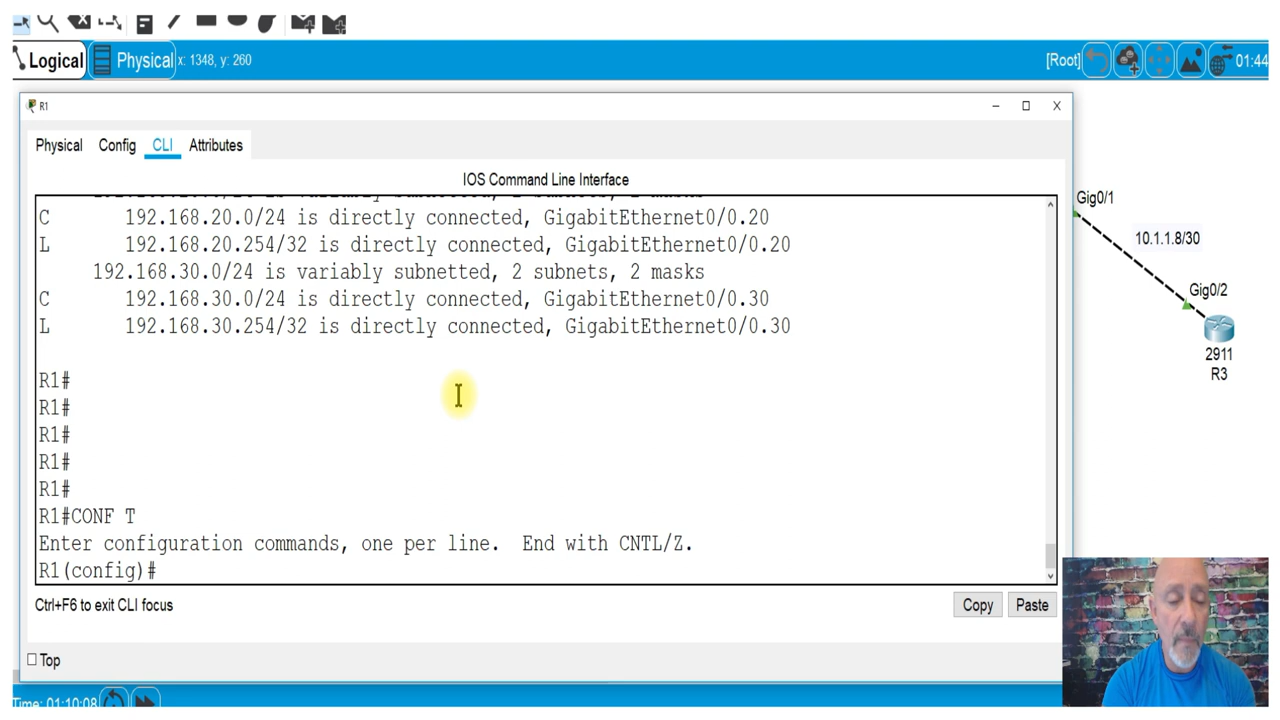 Logical
Physical
x: 1348, y: 260
[Root]
01:44
R1
Physical
Config
CLI
Attributes
IOS Command Line Interface
C 192.168.20.0/24 is directly connected, GigabitEthernet0/0.20
L 192.168.20.254/32 is directly connected, GigabitEthernet0/0.20
192.168.30.0/24 is variably subnetted, 2 subnets, 2 masks
C 192.168.30.0/24 is directly connected, GigabitEthernet0/0.30
L 192.168.30.254/32 is directly connected, GigabitEthernet0/0.30
R1#
R1#
R1#
R1#
R1#
R1#CONF T
Enter configuration commands, one per line. End with CNTL/Z.
R1(config)#
Ctrl+F6 to exit CLI focus
Copy
Paste
Top
Time: 01:10:08
Gig0/1
10.1.1.8/30
Gig0/2
2911
R3